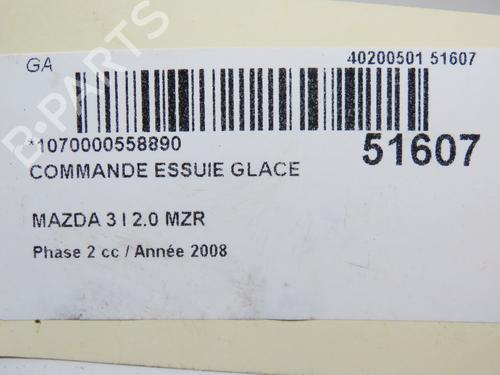 GA
40200501 51607
*1070000558890
51607
COMMANDE ESSUIE GLACE
MAZDA 3 I 2.0 MZR
Phase 2 cc / Année 2008
B-PARTS